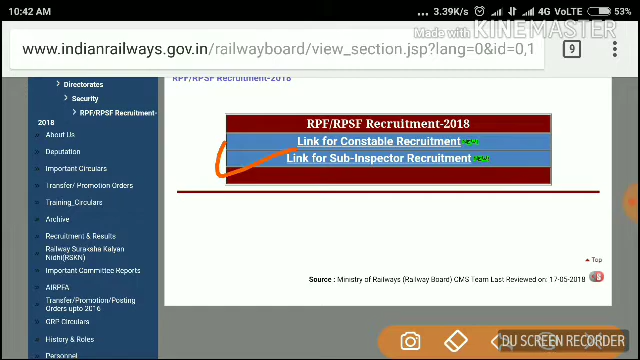 10:42 AM
...3.39K/s 4G VoLTE 53%
Made with
KINEMASTER
www.indianrailways.gov.in/railwayboard/view_section.jsp?lang=0&id=0,1
9
Directorates
Security
RPF/RPSF Recruitment-
2018
About Us
Deputation
Important Circulars
Transfer/ Promotion Orders
Training_Circulars
Archive
Recruitment & Results
Railway Suraksha Kalyan
Nidhi(RSKN)
Important Committee Reports
AIRPFA
Transfer/Promotion/Posting
Orders upto 2016
GRP Circulars
History & Roles
Personnel
RPF/RPSF Recruitment-2018
RPF/RPSF Recruitment-2018
Link for Constable Recruitment NEW
Link for Sub-Inspector Recruitment NEW
Top
Source : Ministry of Railways (Railway Board) CMS Team Last Reviewed on: 17-05-2018
DU SCREEN RECORDER